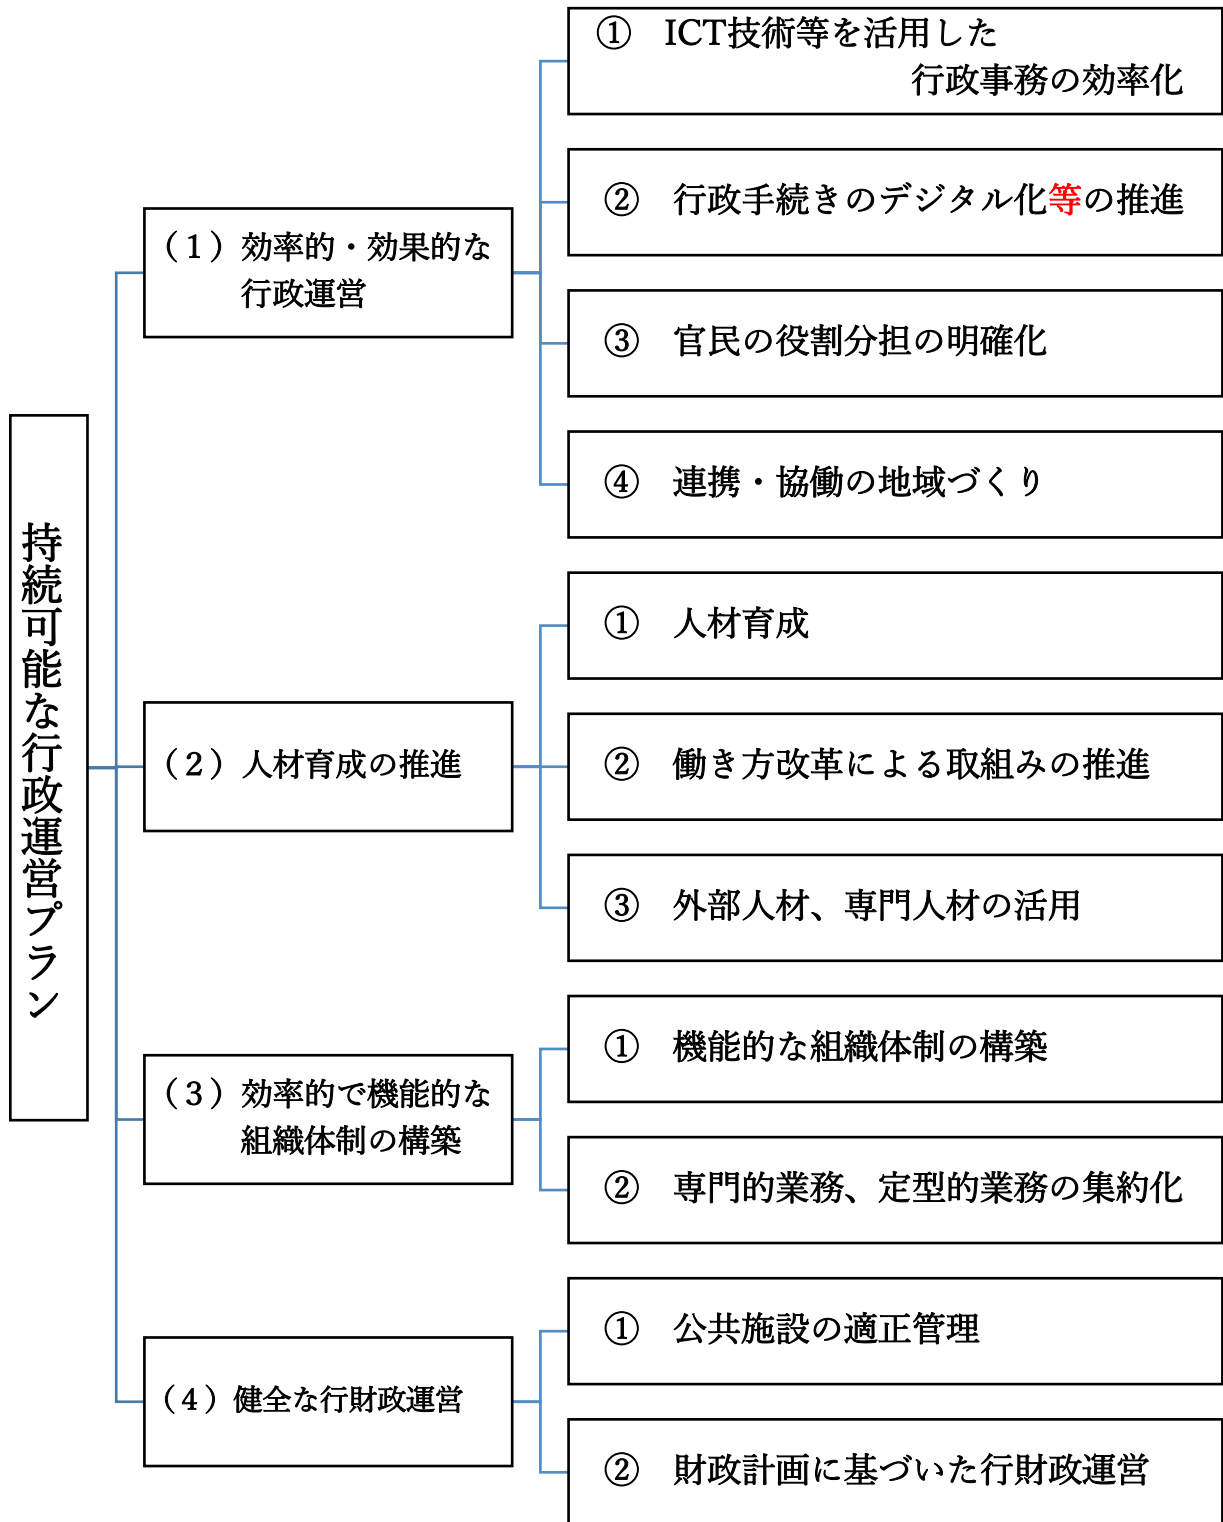 持続可能な行政運営プラン
（１）効率的・効果的な
行政運営
① ICT技術等を活用した
行政事務の効率化
② 行政手続きのデジタル化等の推進
③ 官民の役割分担の明確化
④ 連携・協働の地域づくり
（２）人材育成の推進
① 人材育成
② 働き方改革による取組みの推進
③ 外部人材、専門人材の活用
（３）効率的で機能的な
組織体制の構築
① 機能的な組織体制の構築
② 専門的業務、定型的業務の集約化
（４）健全な行財政運営
① 公共施設の適正管理
② 財政計画に基づいた行財政運営